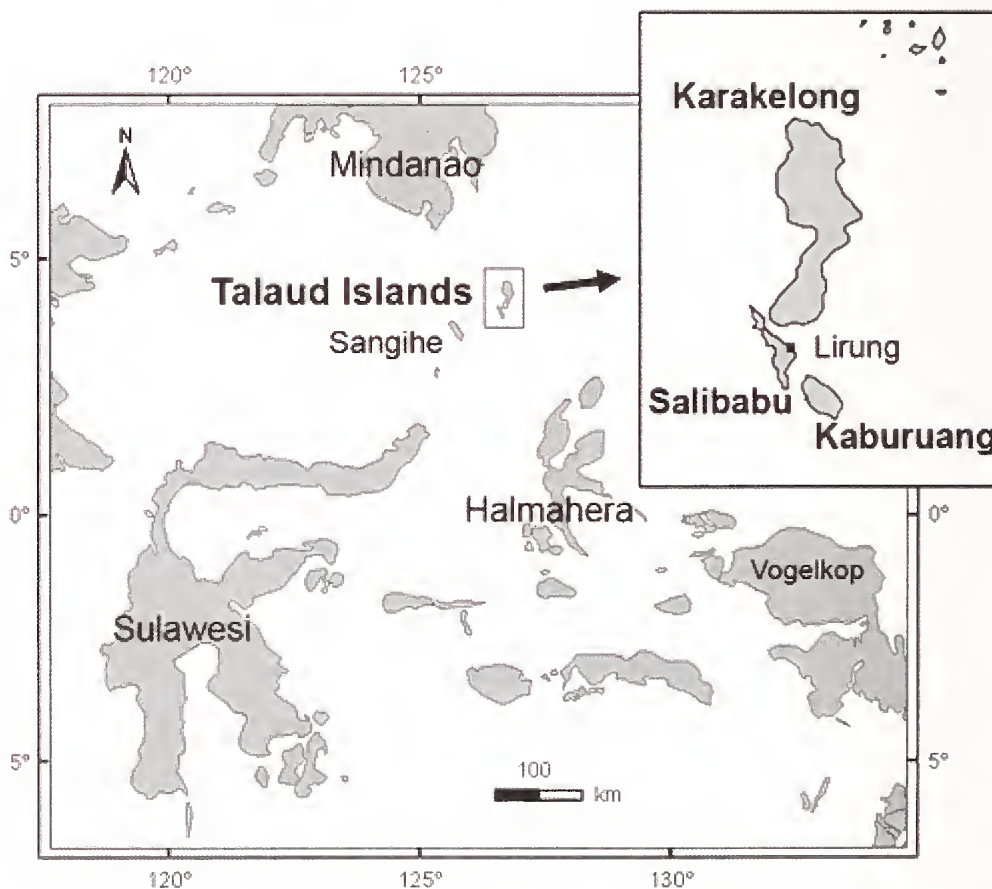 120°
125°
N
Mindanao
Karakelong
5°
Talaud Islands
Sangihe
Lirung
Salibabu
Kaburuang
0°
Halmahera
0°
Vogelkop
Sulawesi
5°
100
km
5°
120°
125°
130°